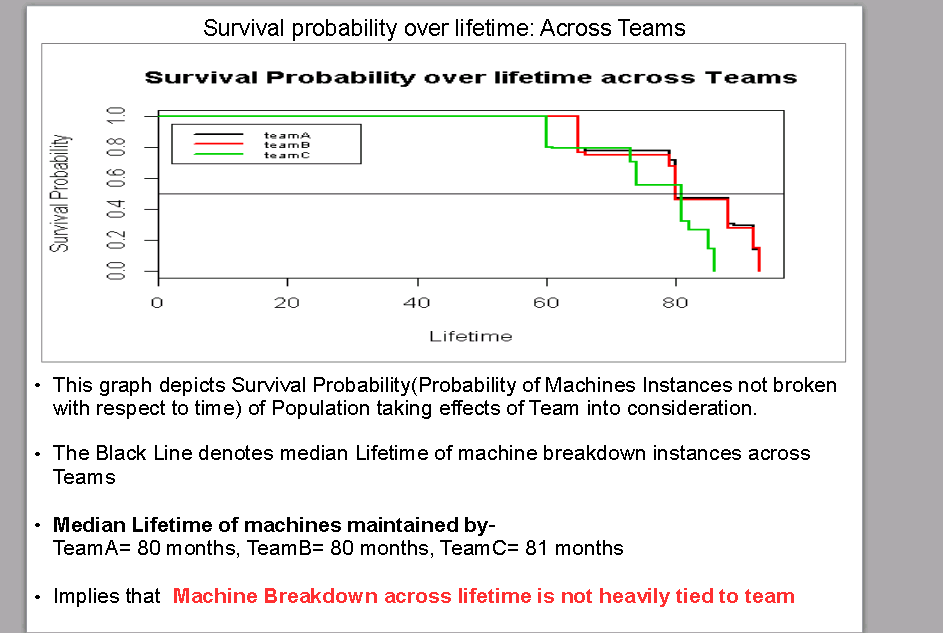 Survival probability over lifetime: Across Teams
Survival Probability over lifetime across Teams
Survival Probability
1.0
0.8
0.6
0.4
0.2
0.0
teamA
teamB
teamC
0 20 40 60 80
Lifetime
• This graph depicts Survival Probability(Probability of Machines Instances not broken
with respect to time) of Population taking effects of Team into consideration.
• The Black Line denotes median Lifetime of machine breakdown instances across
Teams
• Median Lifetime of machines maintained by-
TeamA= 80 months, TeamB= 80 months, TeamC= 81 months
• Implies that Machine Breakdown across lifetime is not heavily tied to team